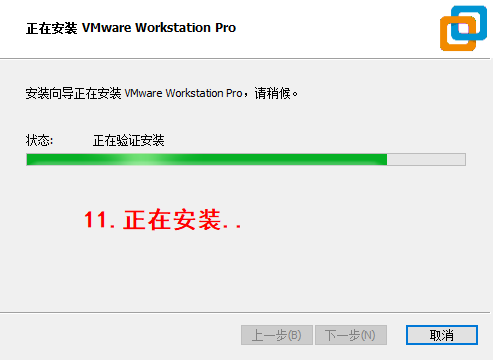 正在安装 VMware Workstation Pro
安装向导正在安装 VMware Workstation Pro，请稍候。
状态: 正在验证安装
11.正在安装..
上一步(B) 下一步(N) 取消